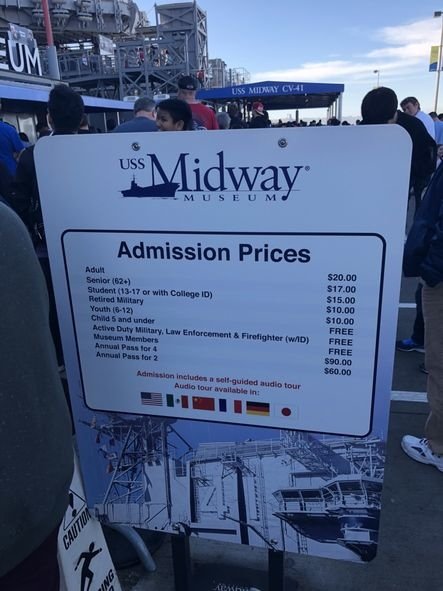 UM
USS MIDWAY CV-41
USS
Midway®
MUSEUM
Admission Prices
Adult $20.00
Senior (62+) $17.00
Student (13-17 or with College ID) $15.00
Retired Military $10.00
Youth (6-12) $10.00
Child 5 and under FREE
Active Duty Military, Law Enforcement & Firefighter (w/ID) FREE
Museum Members FREE
Annual Pass for 4 $90.00
Annual Pass for 2 $60.00
Admission includes a self-guided audio tour
Audio tour available in:
CAUTION